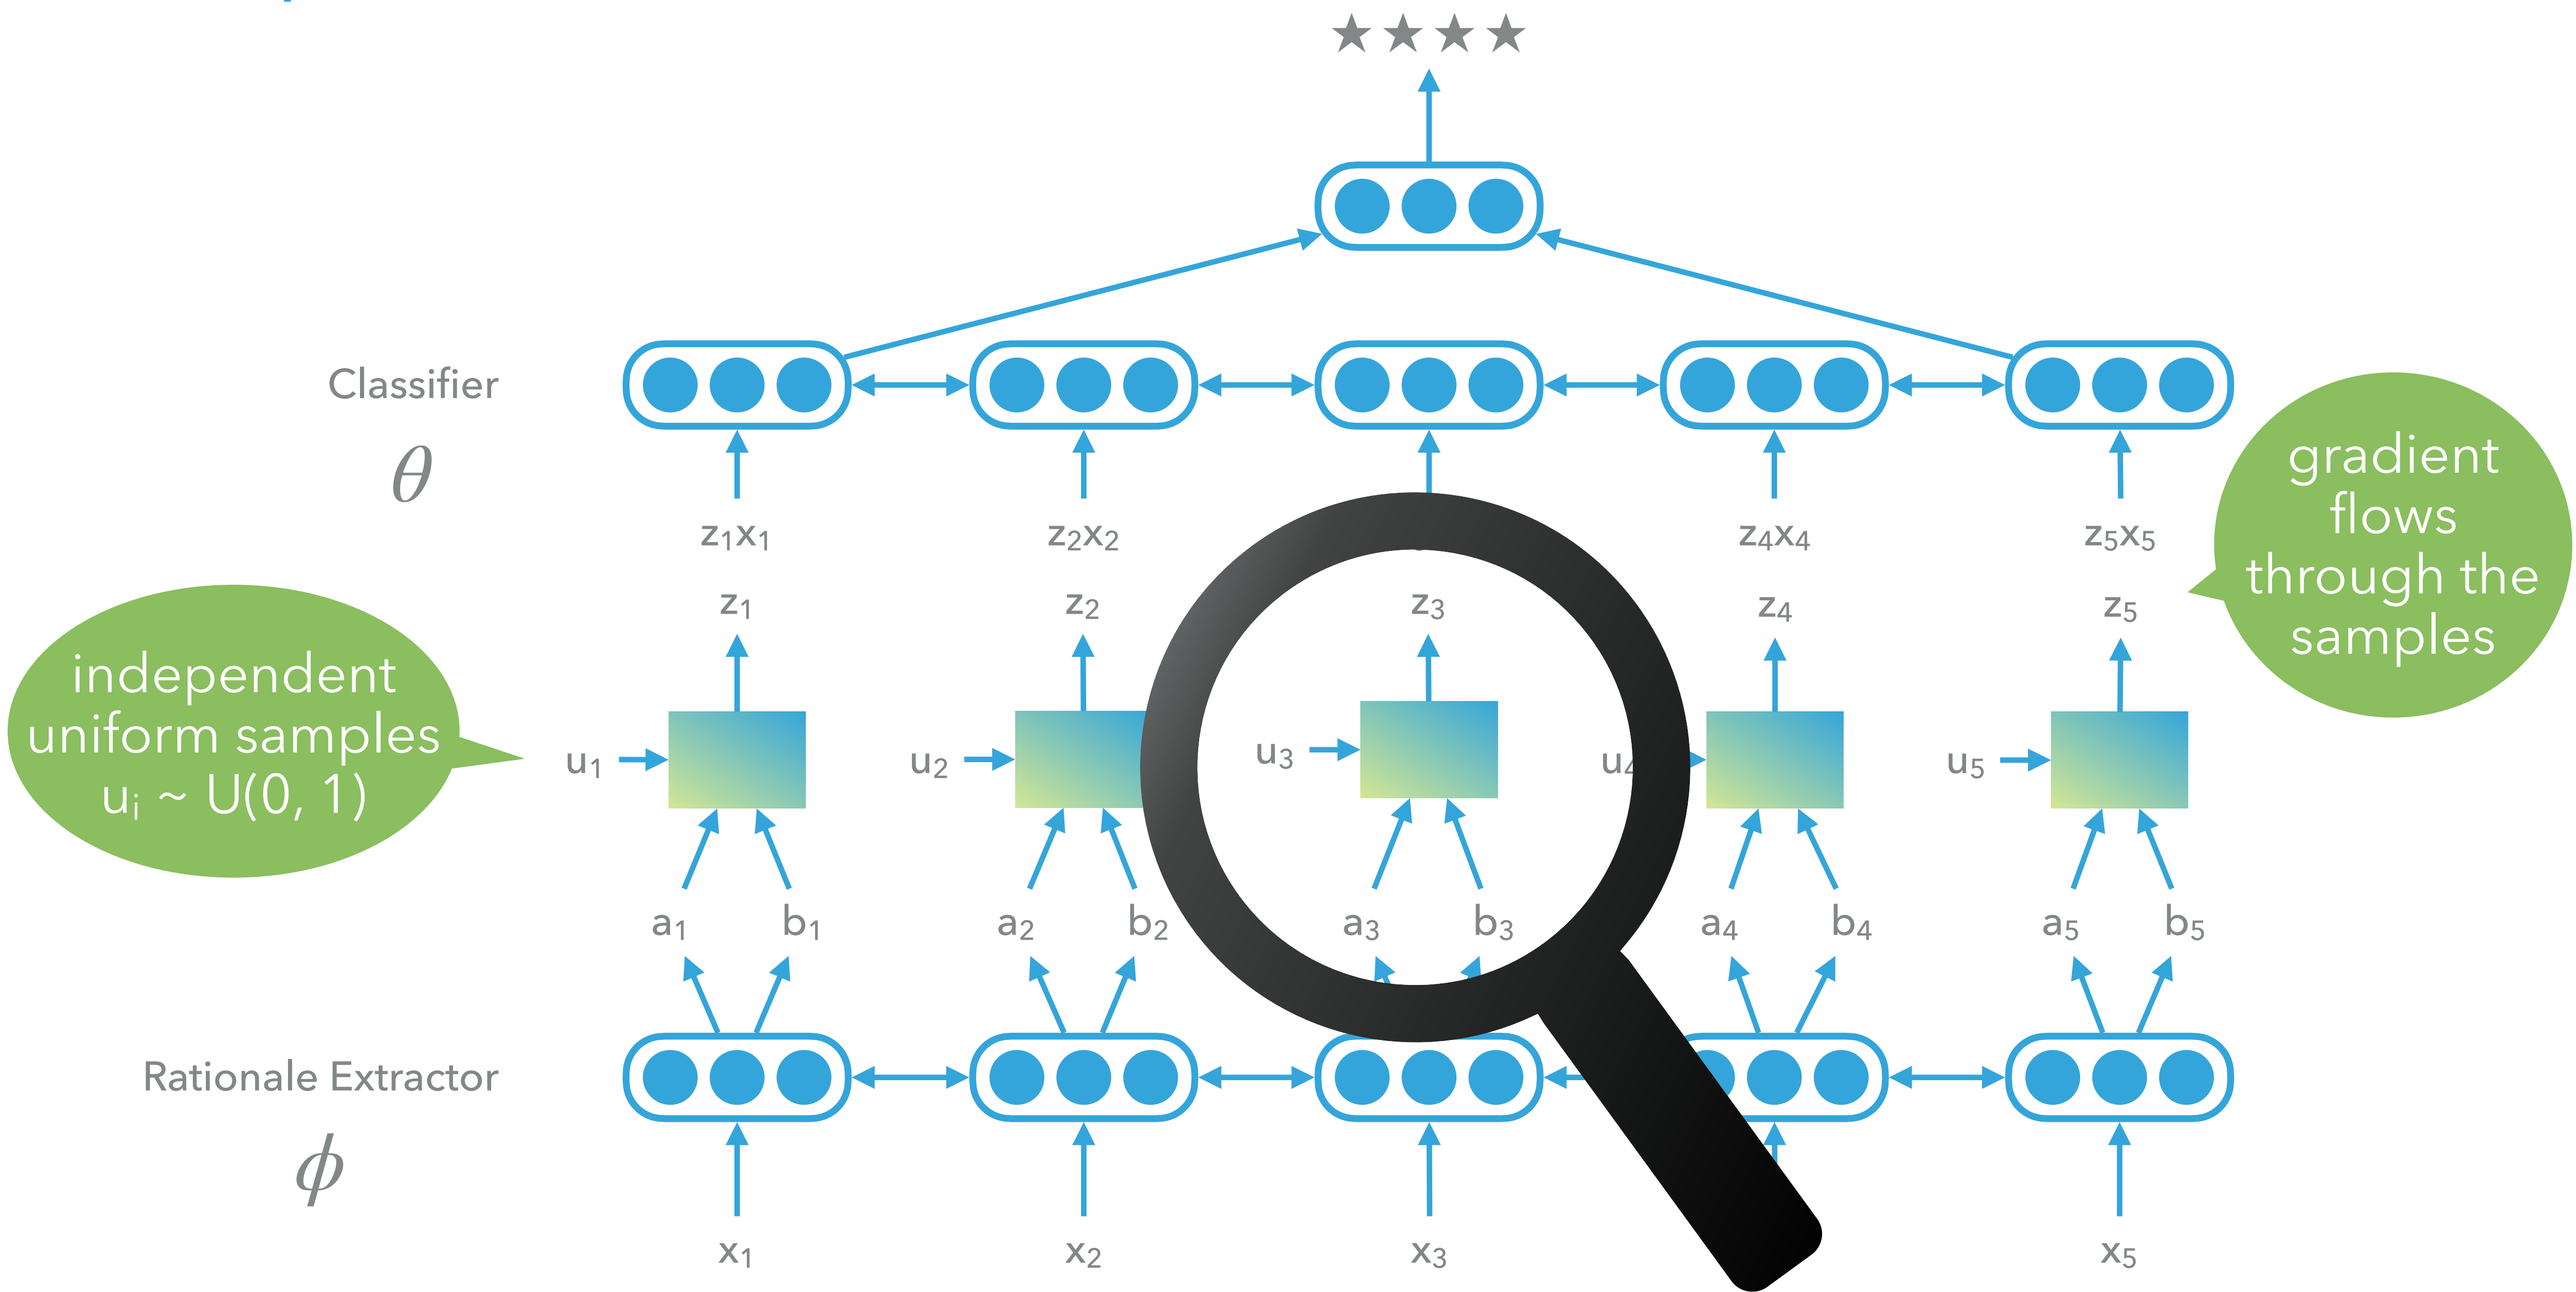 ★★★★
Classifier
θ
z₁x₁ z₂x₂ z₄x₄ z₅x₅
gradient
flows
through the
samples
z₁ z₂ z₃ z₄ z₅
independent
uniform samples
uᵢ ~ U(0, 1)
u₁ u₂ u₃ u₄ u₅
a₁ b₁ a₂ b₂ a₃ b₃ a₄ b₄ a₅ b₅
Rationale Extractor
ϕ
x₁ x₂ x₃ x₅